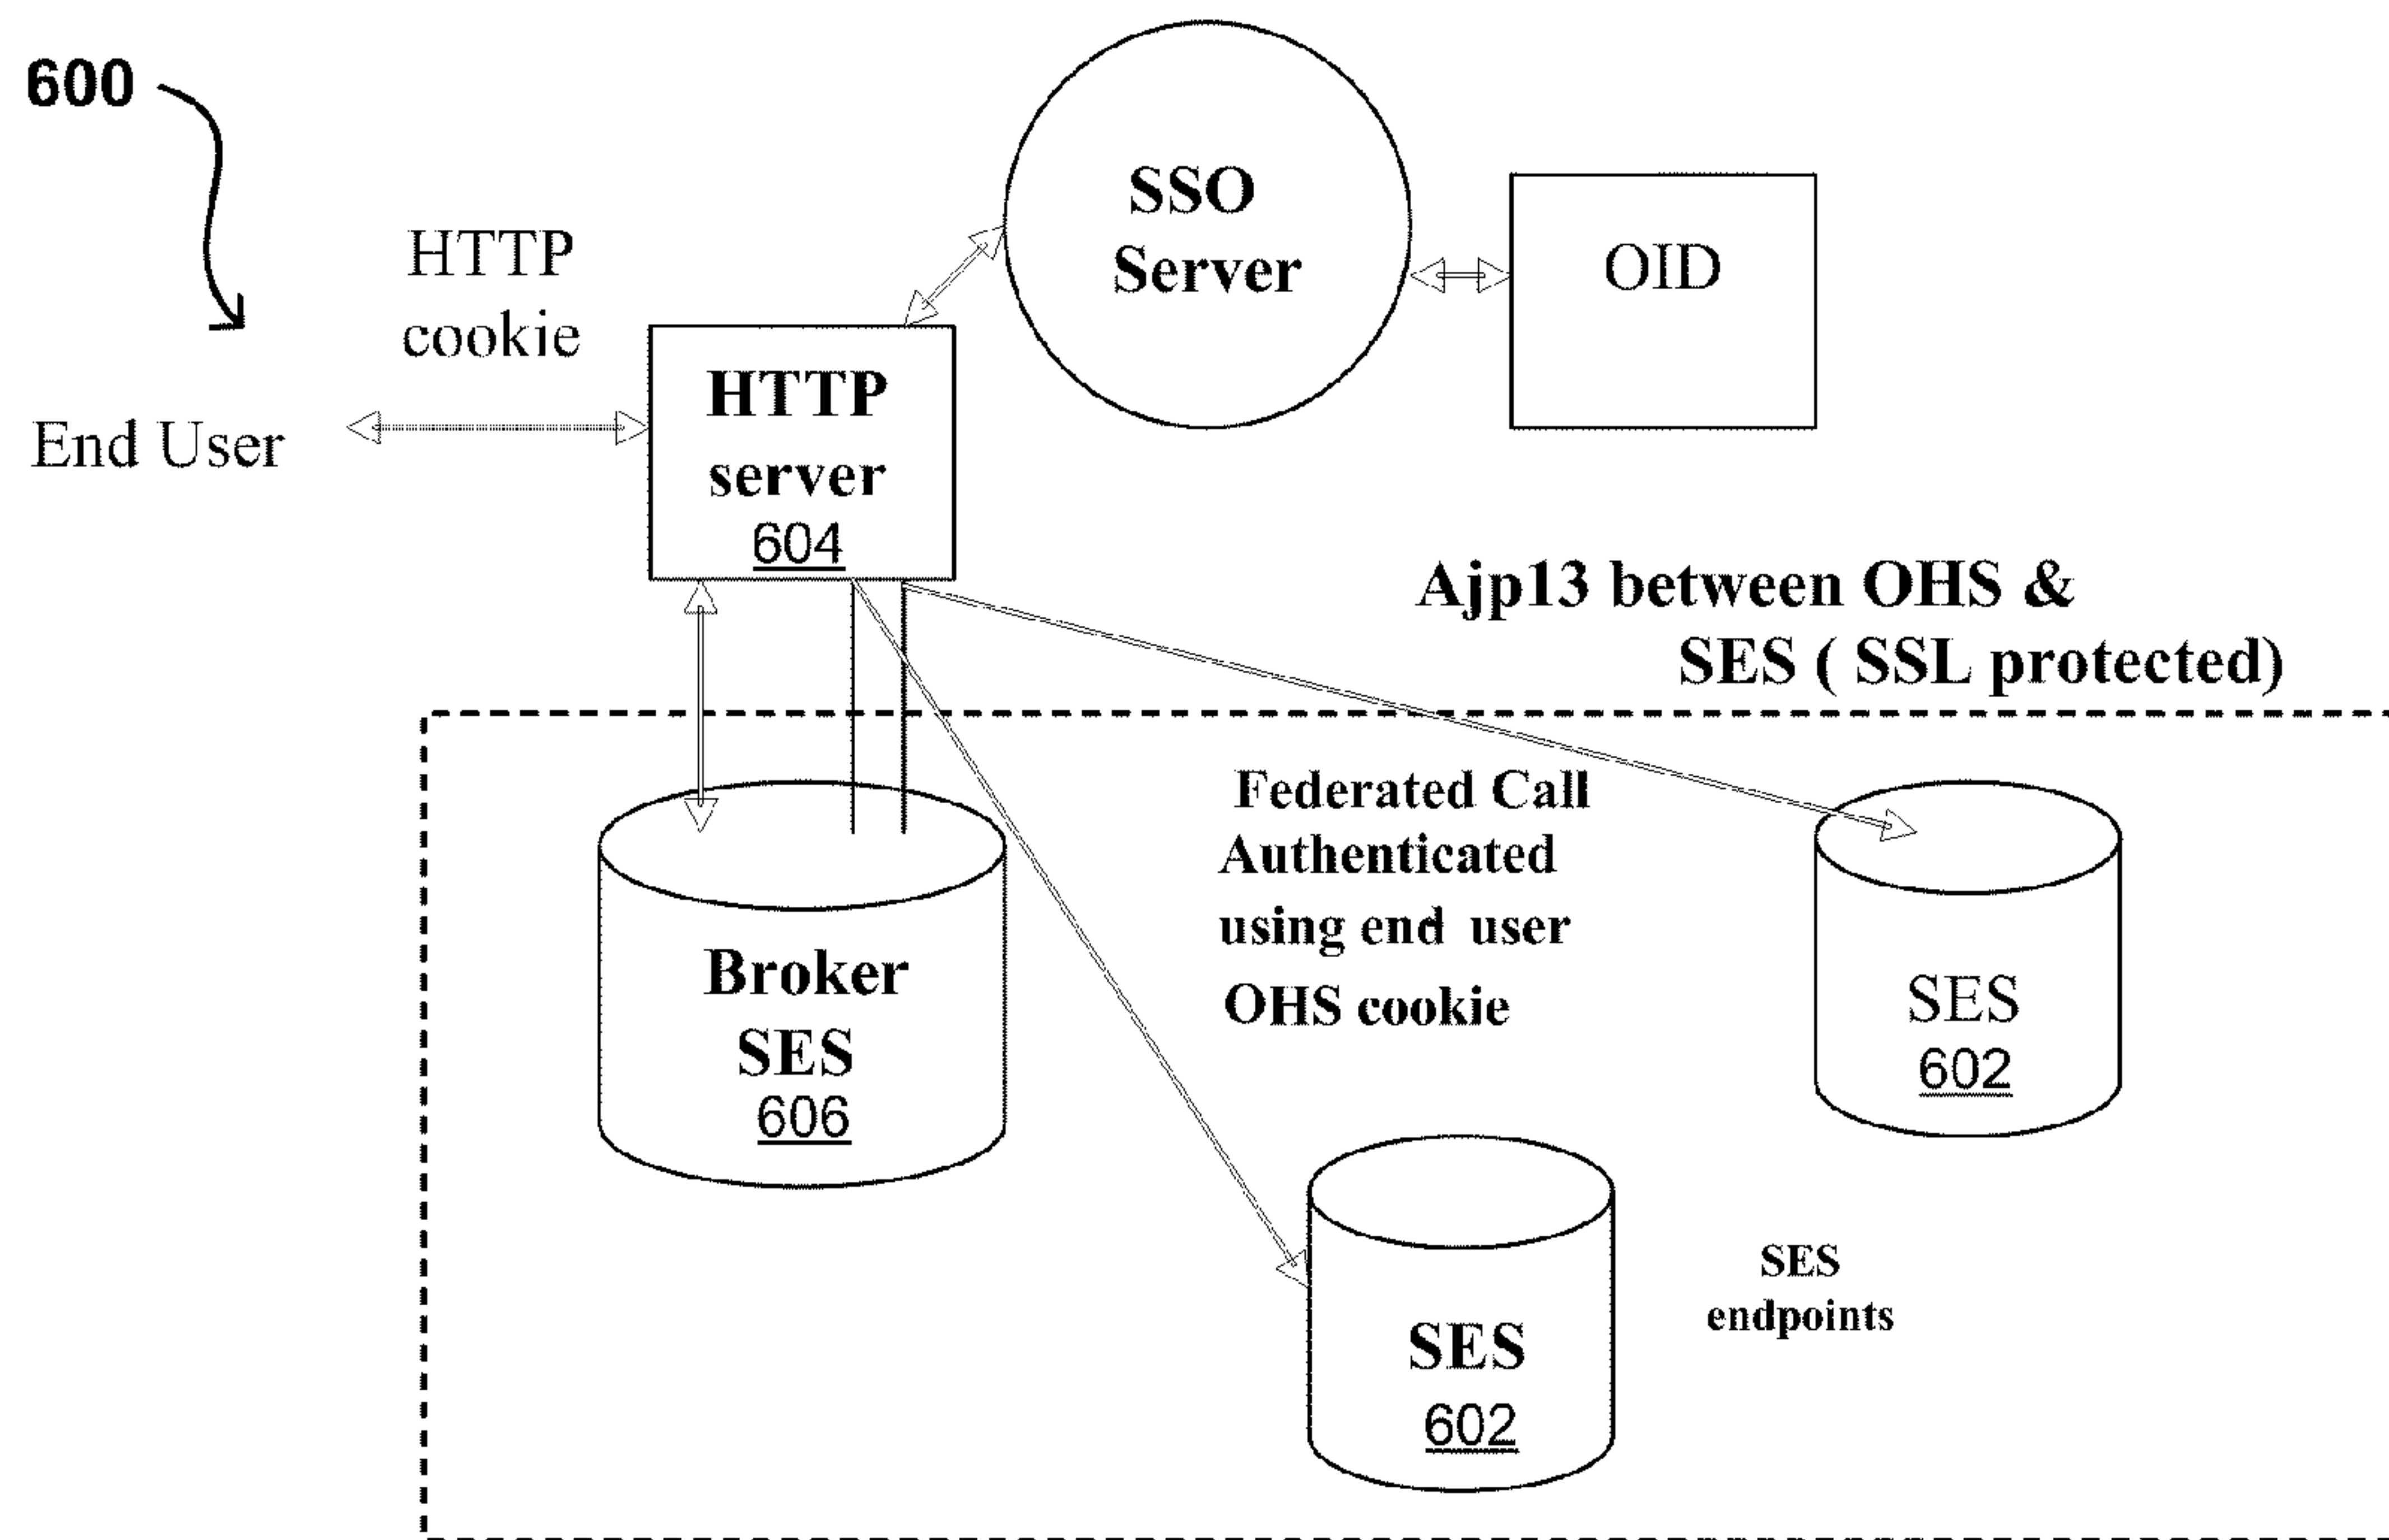 600
HTTP
cookie
End User
SSO
Server
OID
HTTP
server
604
Ajp13 between OHS &
SES ( SSL protected)
Federated Call
Authenticated
using end user
OHS cookie
Broker
SES
606
SES
602
SES
602
SES
endpoints